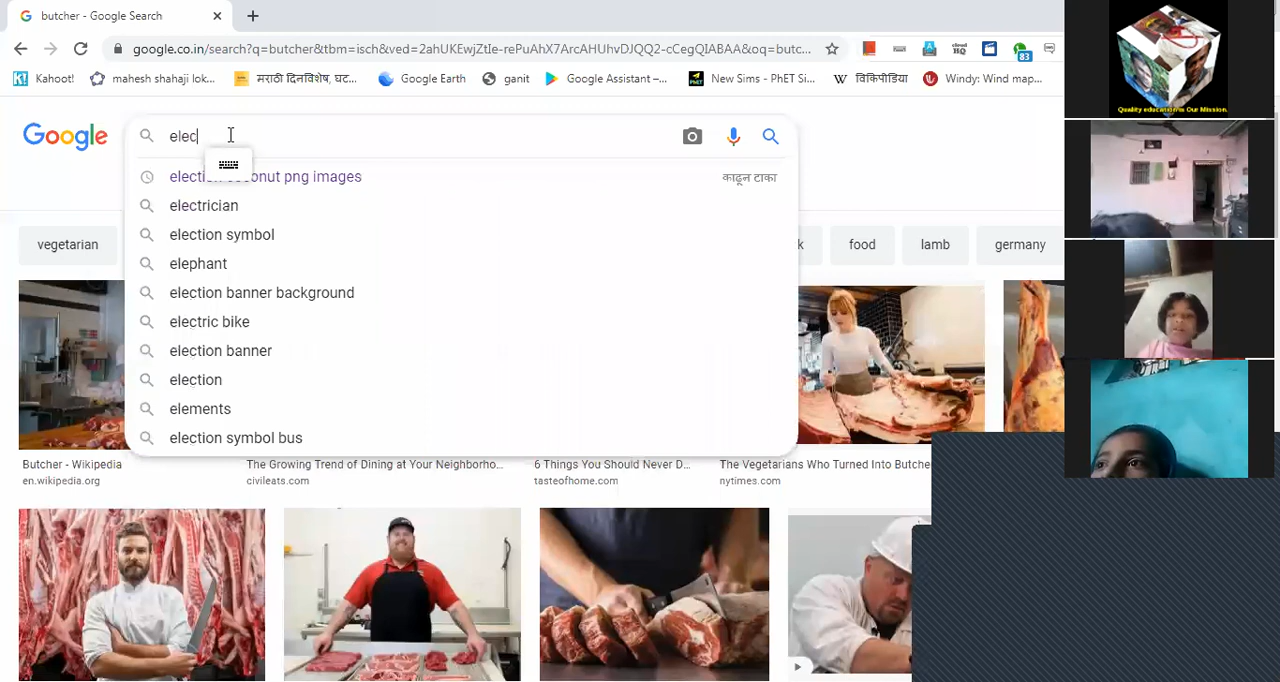 butcher - Google Search
google.co.in/search?q=butcher&tbm=isch&ved=2ahUKEwjZtIe-rePuAhX7ArcAHUhvDJQQ2-cCegQIABAA&oq=butc...
83
Kahoot!
mahesh shahaji lok...
मराठी दिनविशेष, घट...
Google Earth
ganit
Google Assistant –...
New Sims - PhET Si...
विकिपीडिया
Windy: Wind map...
Google
elec
election coconut png images
काढून टाका
electrician
election symbol
elephant
election banner background
electric bike
election banner
election
elements
election symbol bus
vegetarian
food
lamb
germany
Butcher - Wikipedia
en.wikipedia.org
The Growing Trend of Dining at Your Neighborho...
civileats.com
6 Things You Should Never D...
tasteofhome.com
The Vegetarians Who Turned Into Butche
nytimes.com
Quality education is Our Mission.